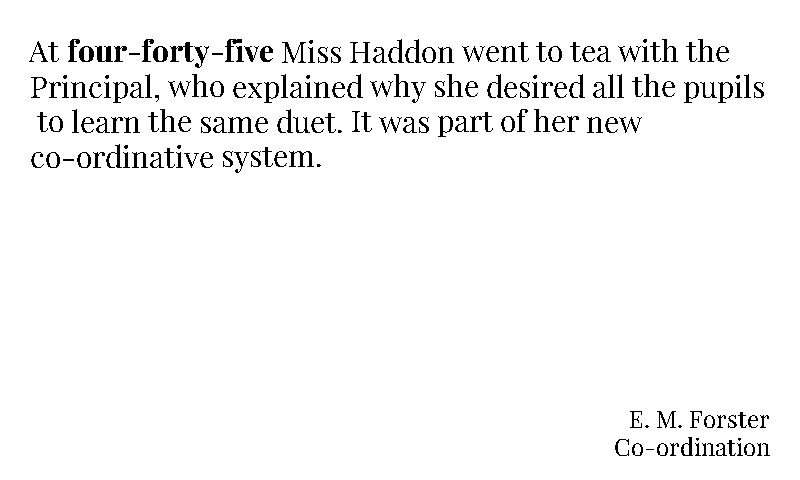 At four-forty-five Miss Haddon went to tea with the
Principal, who explained why she desired all the pupils
to learn the same duet. It was part of her new
co-ordinative system.
E. M. Forster
Co-ordination